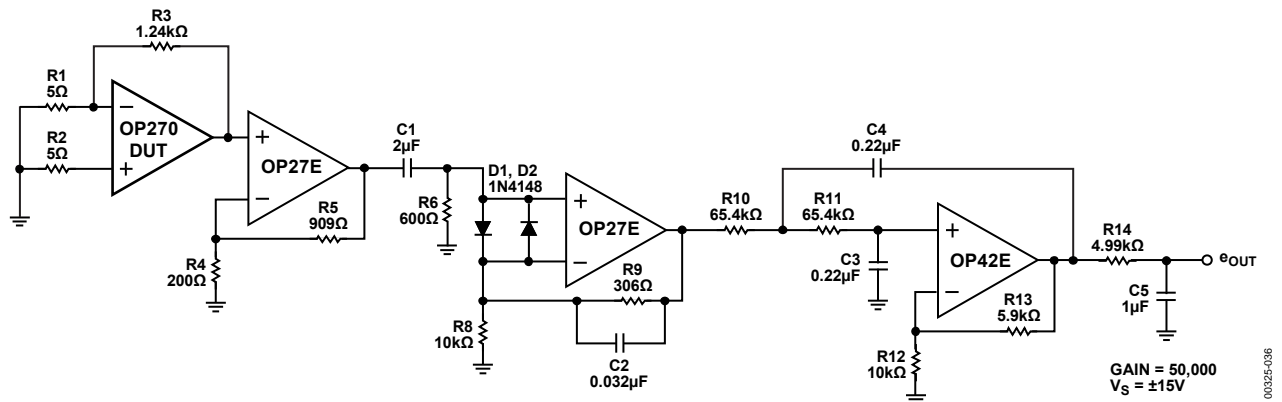 R3
1.24kΩ
R1
5Ω
R2
5Ω
−
+
OP270
DUT
+
−
OP27E
R5
909Ω
R4
200Ω
C1
2µF
R6
600Ω
D1, D2
1N4148
+
−
OP27E
R9
306Ω
R8
10kΩ
C2
0.032µF
R10
65.4kΩ
R11
65.4kΩ
C4
0.22µF
C3
0.22µF
+
−
OP42E
R13
5.9kΩ
R12
10kΩ
R14
4.99kΩ
eOUT
C5
1µF
GAIN = 50,000
VS = ±15V
00325-036